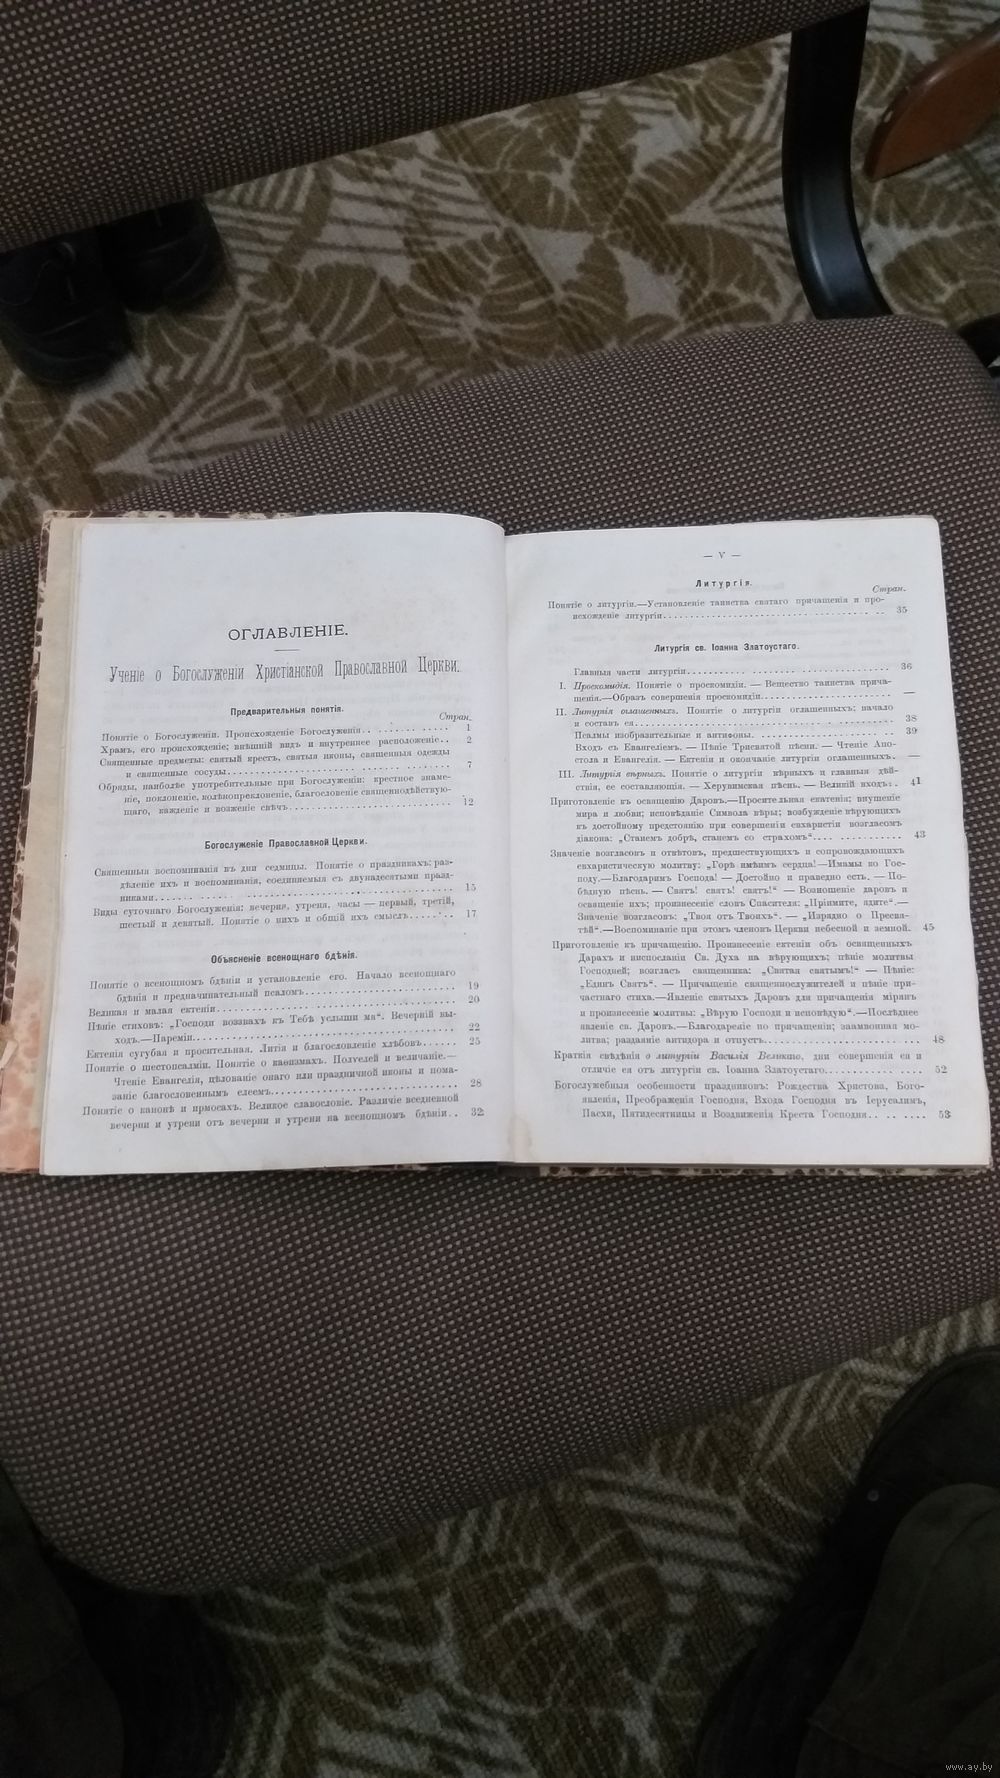 ОГЛАВЛЕНІЕ.
Ученіе о Богослуженіи Христіанской Православной Церкви.
Предварительныя понятія.
Стран.
Понятіе о Богослуженіи. Происхожденіе Богослуженія.. ........ 1
Храмъ, его происхожденіе; внѣшній видъ и внутреннее расположеніе.. 2
Священные предметы: святый крестъ, святыя иконы, священныя одежды
и священные сосуды.................................... 7
Обряды, наиболѣе употребительные при Богослуженіи: крестное знаме-
ніе, поклоненіе, колѣнопреклоненіе, благословеніе священнодѣйствую-
щаго, кажденіе и возженіе свѣчъ.......................... 12
Богослуженіе Православной Церкви.
Священныя воспоминанія въ дни седмицы. Понятіе о праздникахъ; раз-
дѣленіе ихъ и воспоминанія, соединяемыя съ двунадесятыми празд-
никами................................................ 15
Виды суточнаго Богослуженія: вечерня, утреня, часы — первый, третій,
шестый и девятый. Понятіе о нихъ и общій ихъ смыслъ....... 17
Объясненіе всенощнаго бдѣнія.
Понятіе о всенощномъ бдѣніи и установленіе его. Начало всенощнаго
бдѣнія и предначинательный псаломъ........................ 19
Великая и малая ектеніи...................................... 20
Пѣніе стиховъ: „Господи воззвахъ къ Тебѣ услыши мя“. Вечерній вы-
ходъ.—Пареміи.......................................... 22
Ектенія сугубая и просительная. Литія и благословленіе хлѣбовъ...... 25
Понятіе о шестопсалміи. Понятіе о каѳизмахъ. Полуелей и величаніе.—
Чтеніе Евангелія, цѣлованіе онаго или праздничной иконы и пома-
заніе благословеннымъ елеемъ.............................. 28
Понятіе о канонѣ и ирмосахъ. Великое славословіе. Различіе вседневной
вечерни и утрени отъ вечерни и утрени на всенощномъ бдѣніи.. 32
— V —
Литургія.
Стран.
Понятіе о литургіи.—Установленіе таинства святаго причащенія и про-
исхожденіе литургіи...................................... 35
Литургія св. Іоанна Златоустаго.
Главныя части литургіи.................................... 36
I. Проскомидія. Понятіе о проскомидіи. — Вещество таинства прича-
щенія.—Образъ совершенія проскомидіи...................... —
II. Литургія оглашенныхъ. Понятіе о литургіи оглашенныхъ; начало
и составъ ея............................................ 38
Псалмы изобразительные и антифоны........................ 39
Входъ съ Евангеліемъ. — Пѣніе Трисвятой пѣсни. — Чтеніе Апо-
стола и Евангелія. — Ектеніи и окончаніе литургіи оглашенныхъ. —
III. Литургія вѣрныхъ. Понятіе о литургіи вѣрныхъ и главныя дѣй-
ствія, ее составляющія. — Херувимская пѣснь. — Великій входъ.. 41
Приготовленіе къ освященію Даровъ.—Просительная ектенія; внушеніе
мира и любви; исповѣданіе Символа вѣры; возбужденіе вѣрующихъ
къ достойному предстоянію при совершеніи евхаристіи возгласомъ
діакона: „Станемъ добрѣ, станемъ со страхомъ“.............. 43
Значеніе возгласовъ и отвѣтовъ, предшествующихъ и сопровождающихъ
евхаристическую молитву: „Горѣ имѣимъ сердца!—Имамы ко Гос-
поду.—Благодаримъ Господа! — Достойно и праведно есть. — По-
бѣдную пѣснь. — Святъ! святъ! святъ!“ — Возношеніе даровъ и
освященіе ихъ; произнесеніе словъ Спасителя: „Пріимите, ядите“.—
Значеніе возгласовъ: „Твоя отъ Твоихъ“. — „Изрядно о Пресвя-
тѣй“.—Воспоминаніе при этомъ членовъ Церкви небесной и земной. 45
Приготовленіе къ причащенію. Произнесеніе ектеніи объ освященныхъ
Дарахъ и ниспосланіи Св. Духа на вѣрующихъ; пѣніе молитвы
Господней; возгласъ священника: „Святая святымъ!“ — Пѣніе:
„Единъ Святъ“. — Причащеніе священнослужителей и пѣніе при-
частнаго стиха.—Явленіе святыхъ Даровъ для причащенія мірянъ
и произнесеніе молитвы: „Вѣрую Господи и исповѣдую“.—Послѣднее
явленіе св. Даровъ.—Благодареніе по причащеніи; заамвонная мо-
литва; раздаяніе антидора и отпустъ........................ 48
Краткія свѣдѣнія о литургіи Василія Великаго, дни совершенія ея и
отличіе ея отъ литургіи св. Іоанна Златоустаго................ 52
Богослужебныя особенности праздниковъ: Рождества Христова, Бого-
явленія, Преображенія Господня, Входа Господня въ Іерусалимъ,
Пасхи, Пятидесятницы и Воздвиженія Креста Господня.. ...... 53
www.ay.by